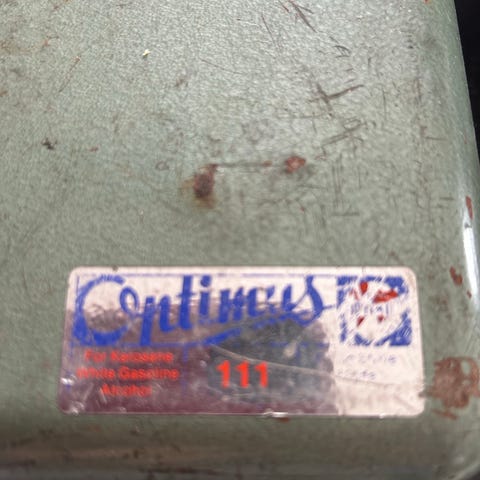 Optimus
For Kerosene
White Gasoline
Alcohol
111